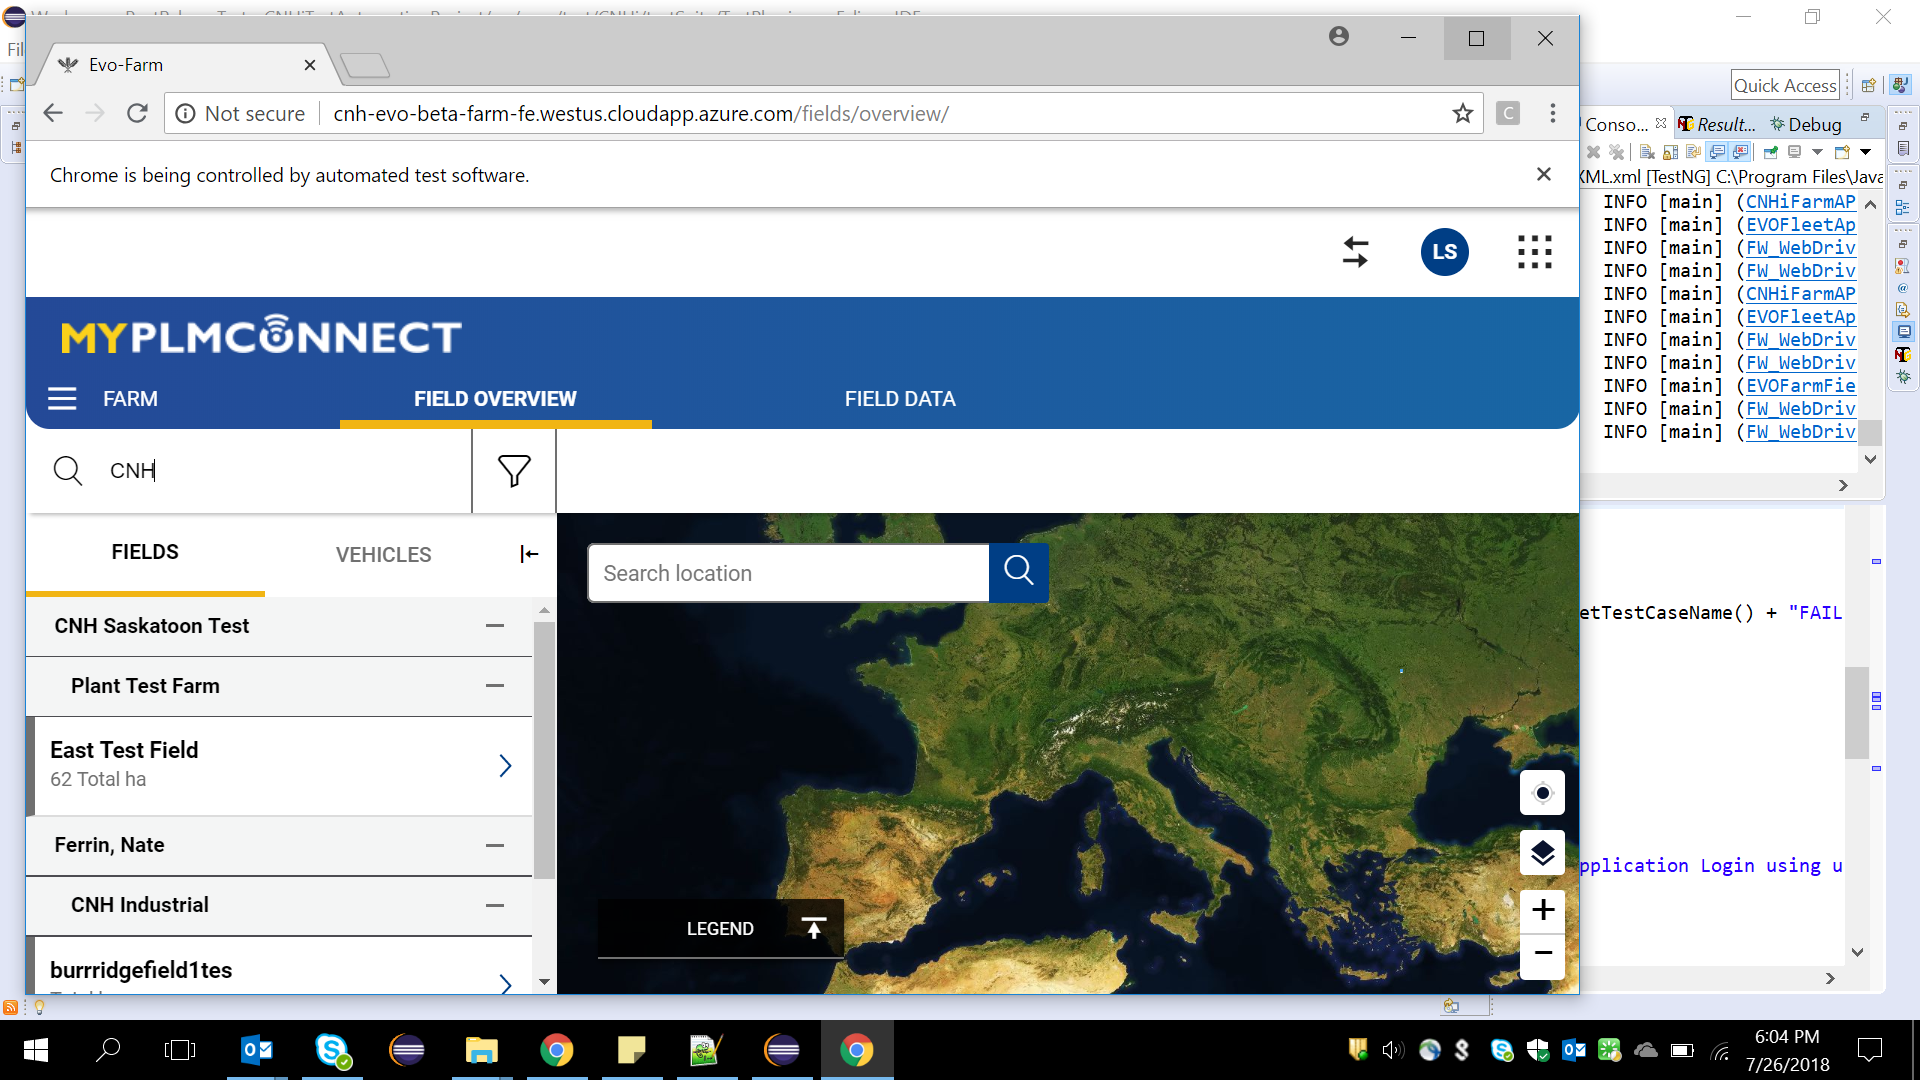 Evo-Farm
Not secure
cnh-evo-beta-farm-fe.westus.cloudapp.azure.com/fields/overview/
C
Chrome is being controlled by automated test software.
LS
MYPLMCONNECT
FARM
FIELD OVERVIEW
FIELD DATA
CNH
FIELDS
VEHICLES
CNH Saskatoon Test
Plant Test Farm
East Test Field
62 Total ha
Ferrin, Nate
CNH Industrial
burrridgefield1tes
Search location
LEGEND
Quick Access
Conso...
Result...
Debug
XML.xml [TestNG] C:\Program Files\Java
INFO [main] (CNHiFarmAP
INFO [main] (EVOFleetAp
INFO [main] (FW_WebDriv
INFO [main] (FW_WebDriv
INFO [main] (CNHiFarmAP
INFO [main] (EVOFleetAp
INFO [main] (FW_WebDriv
INFO [main] (FW_WebDriv
INFO [main] (EVOFarmFie
INFO [main] (FW_WebDriv
INFO [main] (FW_WebDriv
etTestCaseName() + "FAIL
pplication Login using u
6:04 PM
7/26/2018